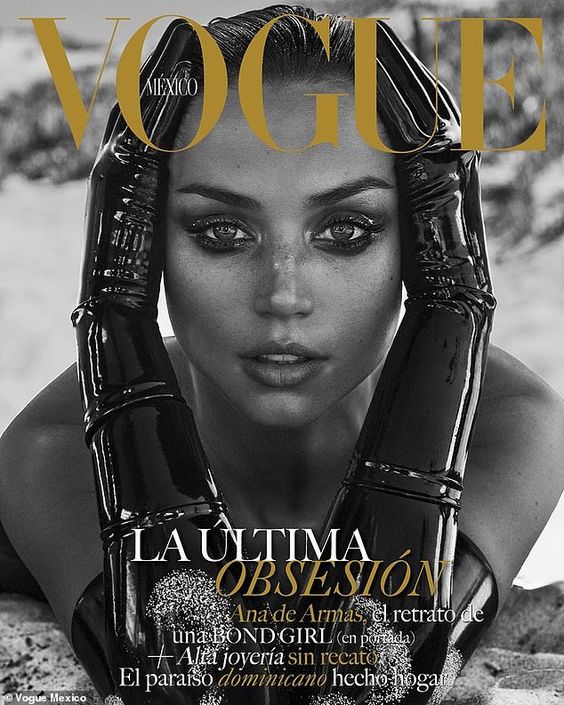 VOGUE
MÉXICO
LA ÚLTIMA
OBSESIÓN
Ana de Armas, el retrato de
una BOND GIRL (en portada)
+ Alta joyería sin recato
El paraíso dominicano hecho hogar
© Vogue Mexico